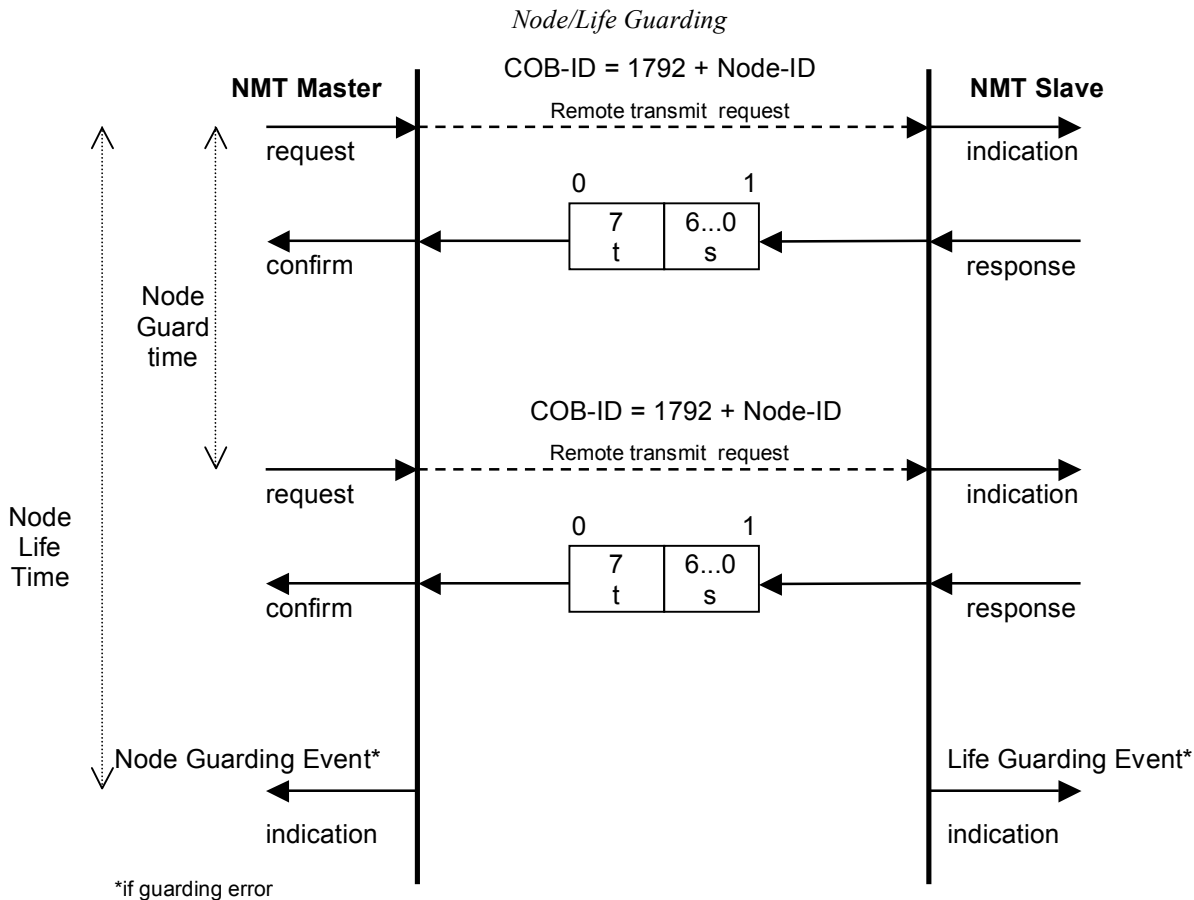 Node/Life Guarding
COB-ID = 1792 + Node-ID
NMT Master
NMT Slave
Remote transmit request
request
indication
0 1
7 6...0
t s
confirm
response
Node
Guard
time
COB-ID = 1792 + Node-ID
Remote transmit request
request
indication
Node
Life
Time
0 1
7 6...0
t s
confirm
response
Node Guarding Event*
Life Guarding Event*
indication
indication
*if guarding error